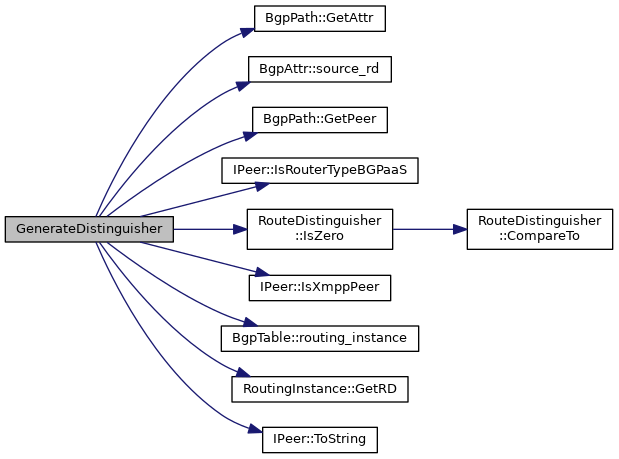 BgpPath::GetAttr
BgpAttr::source_rd
BgpPath::GetPeer
IPeer::IsRouterTypeBGPaaS
GenerateDistinguisher
RouteDistinguisher
::IsZero
RouteDistinguisher
::CompareTo
IPeer::IsXmppPeer
BgpTable::routing_instance
RoutingInstance::GetRD
IPeer::ToString